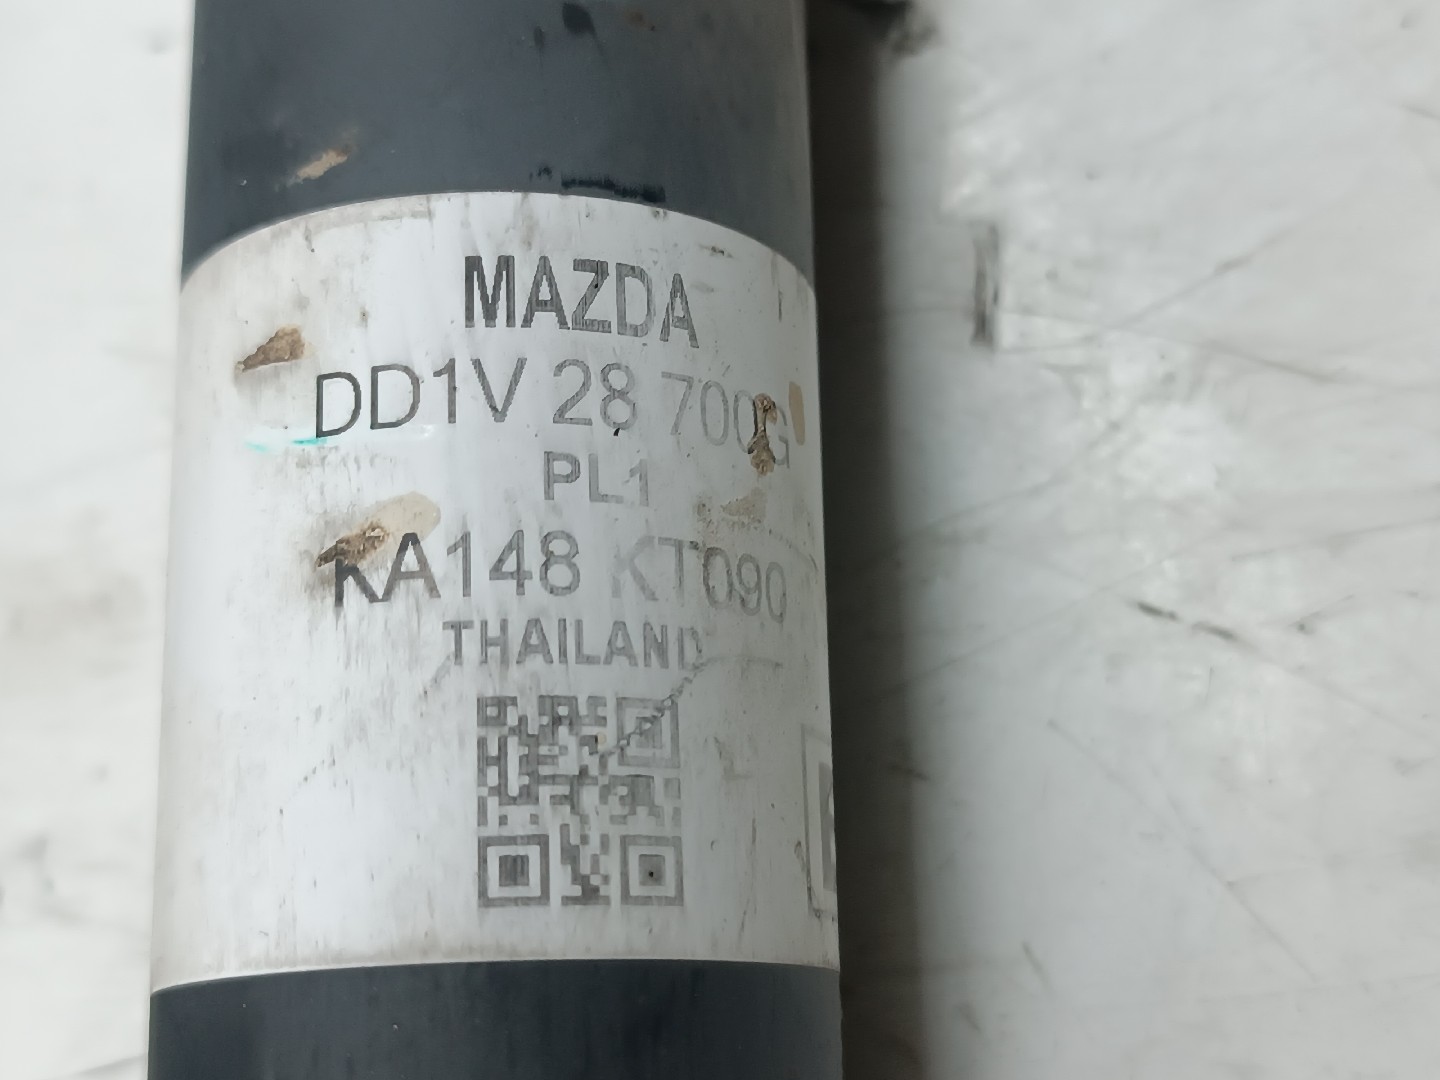 MAZDA
DD1V 28 700G
PL1
KA148 KT090
THAILAND